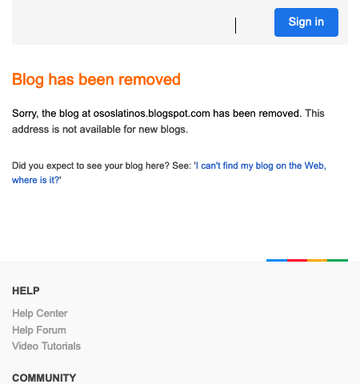 Sign in
Blog has been removed
Sorry, the blog at ososlatinos.blogspot.com has been removed. This
address is not available for new blogs.
Did you expect to see your blog here? See: 'I can't find my blog on the Web,
where is it?'
HELP
Help Center
Help Forum
Video Tutorials
COMMUNITY